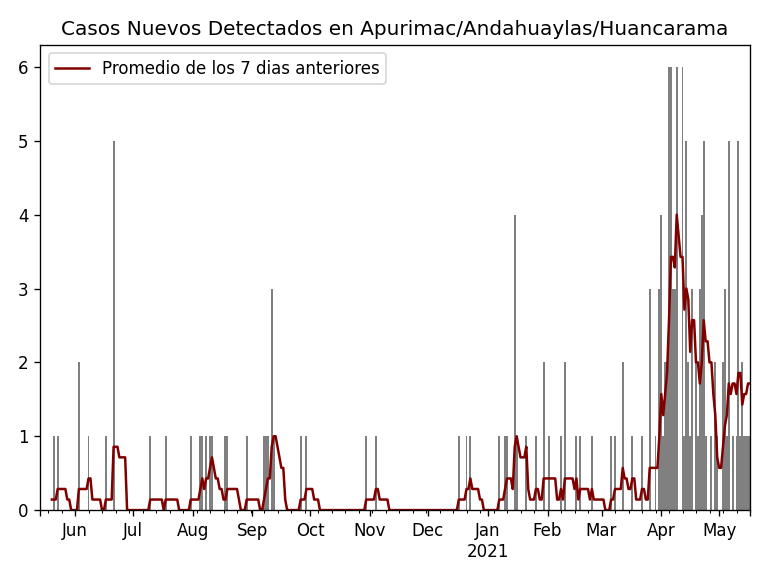 Casos Nuevos Detectados en Apurimac/Andahuaylas/Huancarama
Promedio de los 7 dias anteriores
6
5
4
3
2
1
0
Jun Jul Aug Sep Oct Nov Dec Jan Feb Mar Apr May
2021